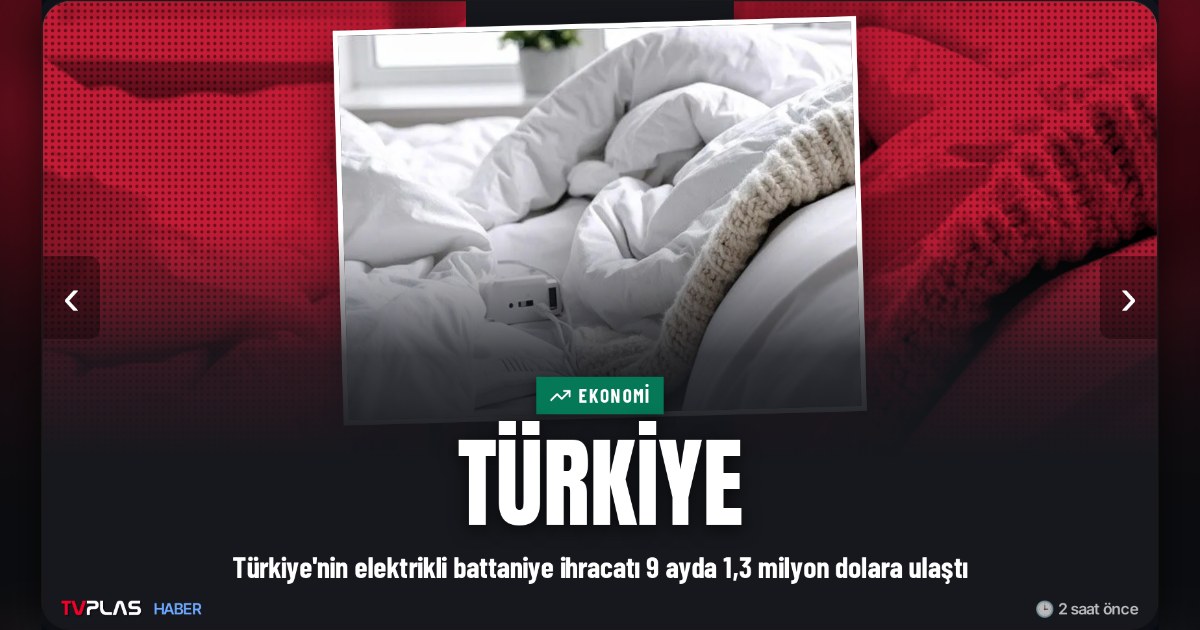 EKONOMİ
TÜRKİYE
Türkiye'nin elektrikli battaniye ihracatı 9 ayda 1,3 milyon dolara ulaştı
TVPLAS HABER
2 saat önce